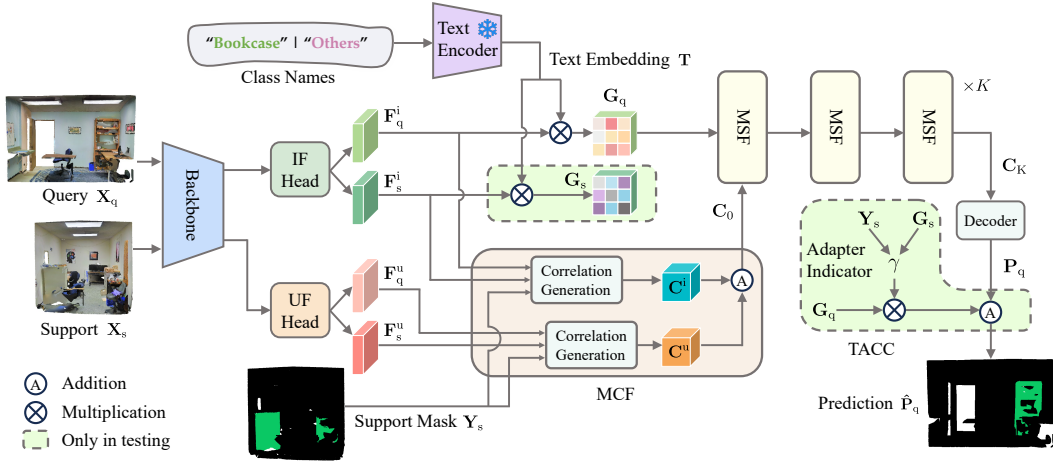 "Bookcase" | "Others"
Class Names
Text
Encoder
Text Embedding T
Query X_q
Support X_s
Backbone
IF
Head
UF
Head
F_q^i
F_s^i
F_q^u
F_s^u
G_q
G_s
MSF
MSF
MSF
×K
C_K
C_0
Correlation
Generation
C^i
A
Correlation
Generation
C^u
MCF
Support Mask Y_s
Decoder
P_q
Y_s
G_s
Adapter
Indicator
γ
G_q
A
TACC
Prediction P̂_q
A
Addition
Multiplication
Only in testing